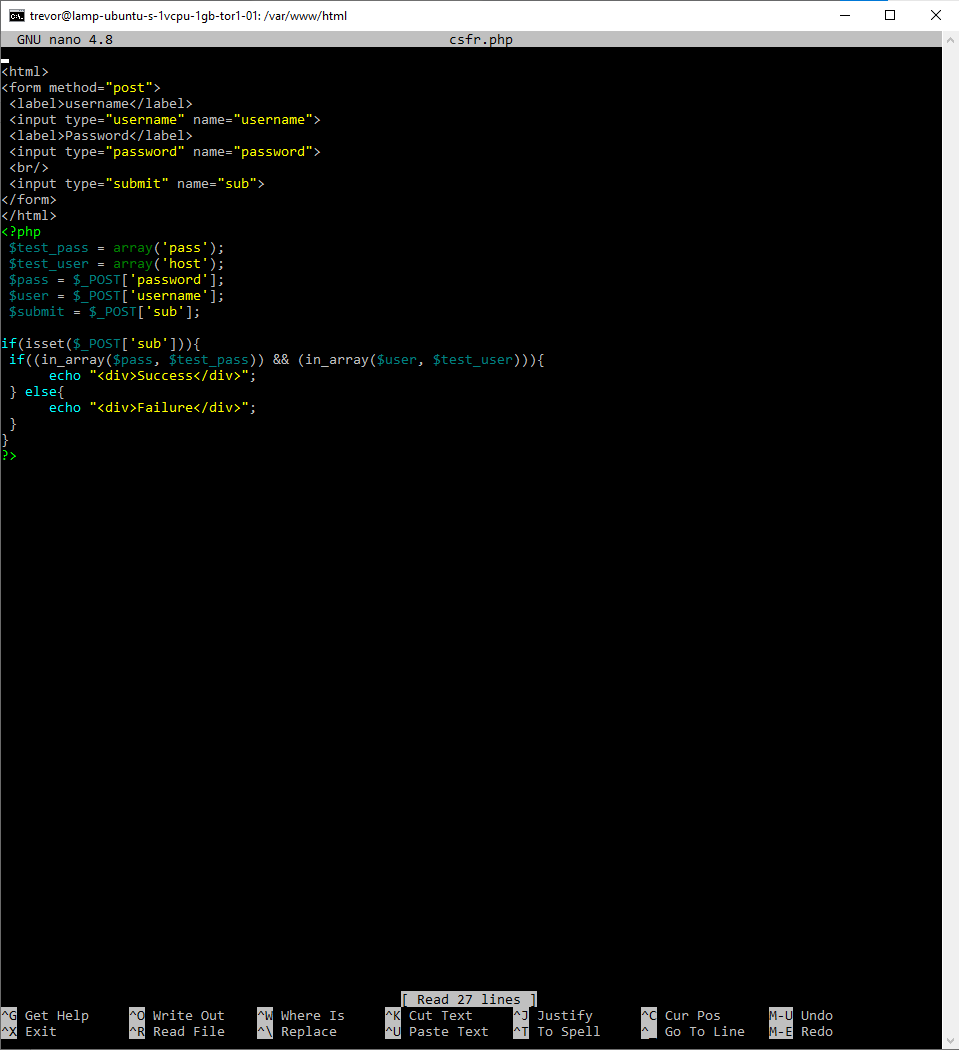 trevor@lamp-ubuntu-s-1vcpu-1gb-tor1-01: /var/www/html
GNU nano 4.8 csfr.php
<html>
<form method="post">
<label>username</label>
<input type="username" name="username">
<label>Password</label>
<input type="password" name="password">
<br/>
<input type="submit" name="sub">
</form>
</html>
<?php
$test_pass = array('pass');
$test_user = array('host');
$pass = $_POST['password'];
$user = $_POST['username'];
$submit = $_POST['sub'];
if(isset($_POST['sub'])){
if((in_array($pass, $test_pass)) && (in_array($user, $test_user))){
echo "<div>Success</div>";
} else{
echo "<div>Failure</div>";
}
}
?>
[ Read 27 lines ]
^G Get Help ^O Write Out ^W Where Is ^K Cut Text ^J Justify ^C Cur Pos M-U Undo
^X Exit ^R Read File ^\ Replace ^U Paste Text ^T To Spell ^_ Go To Line M-E Redo